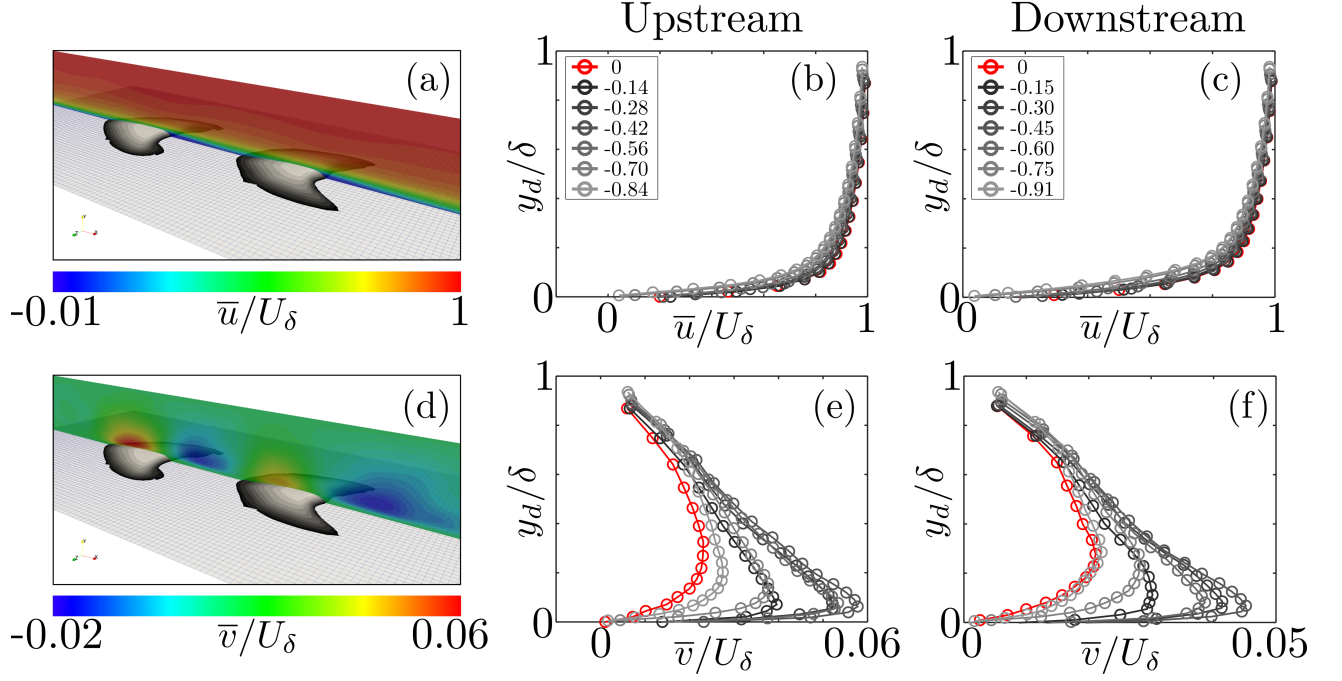 Upstream
Downstream
(a)
-0.01
u̅/U_δ
1
(b)
1
y_d/δ
0
0
-0.14
-0.28
-0.42
-0.56
-0.70
-0.84
0
u̅/U_δ
1
(c)
1
y_d/δ
0
0
-0.15
-0.30
-0.45
-0.60
-0.75
-0.91
0
u̅/U_δ
1
(d)
-0.02
v̅/U_δ
0.06
(e)
1
y_d/δ
0
0
v̅/U_δ
0.06
(f)
1
y_d/δ
0
0
v̅/U_δ
0.05